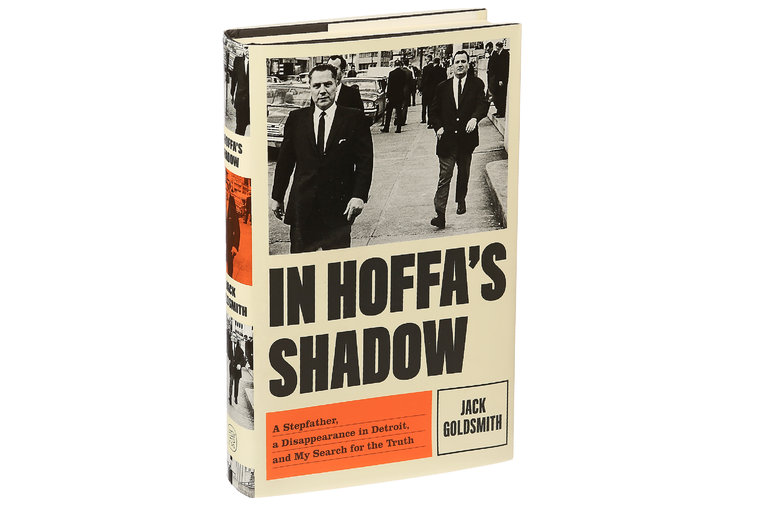 IN HOFFA'S
SHADOW
A Stepfather,
a Disappearance in Detroit,
and My Search for the Truth
JACK
GOLDSMITH
HOFFA'S
SHADOW
JACK
GOLDSMITH